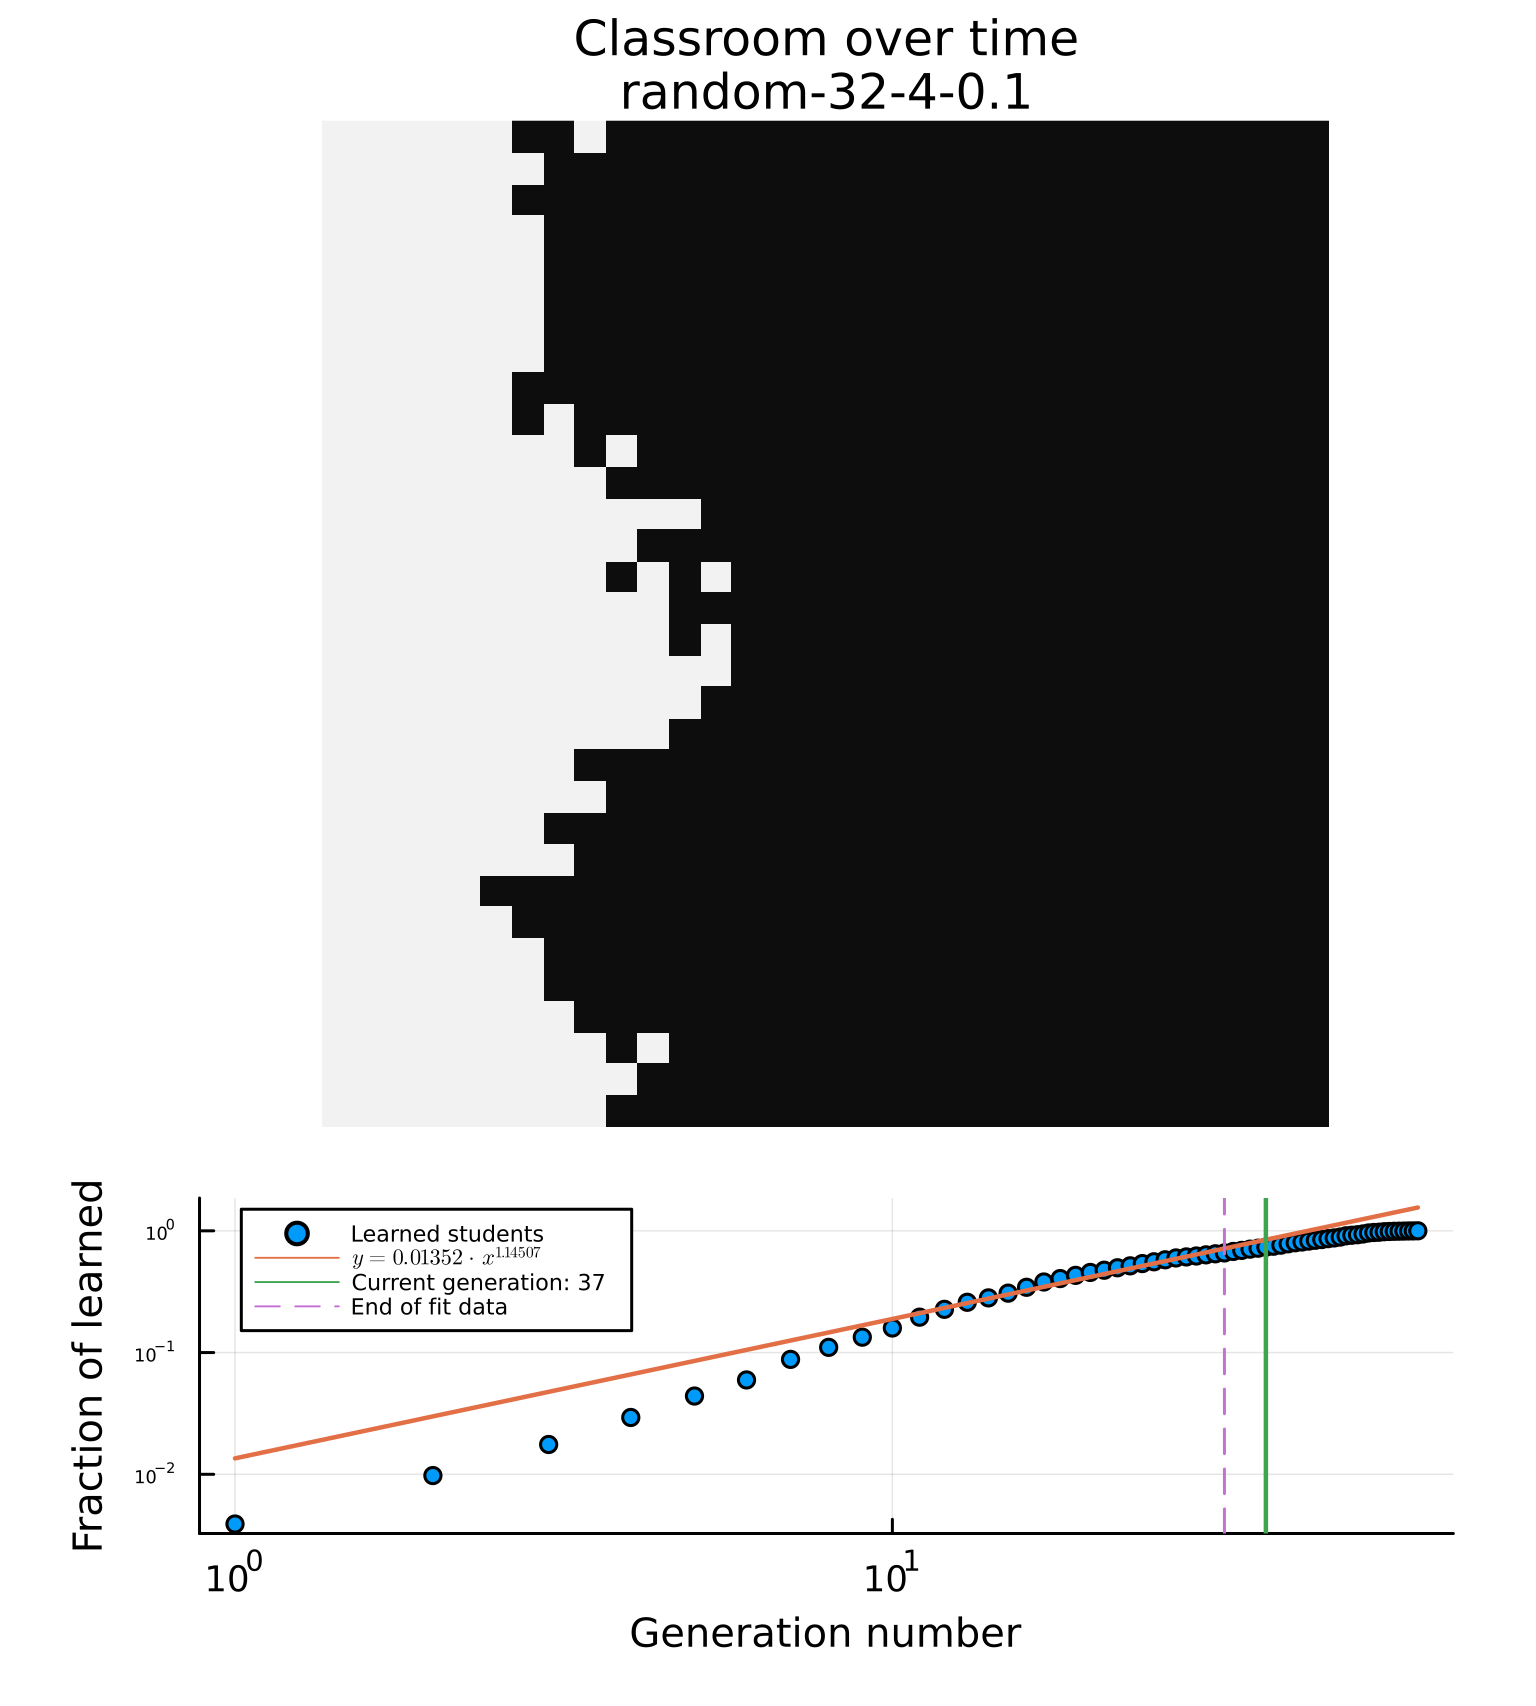 Classroom over time
random-32-4-0.1
Fraction of learned
10⁰
10⁻¹
10⁻²
Learned students
y = 0.01352 · x^1.14507
Current generation: 37
End of fit data
10⁰
10¹
Generation number